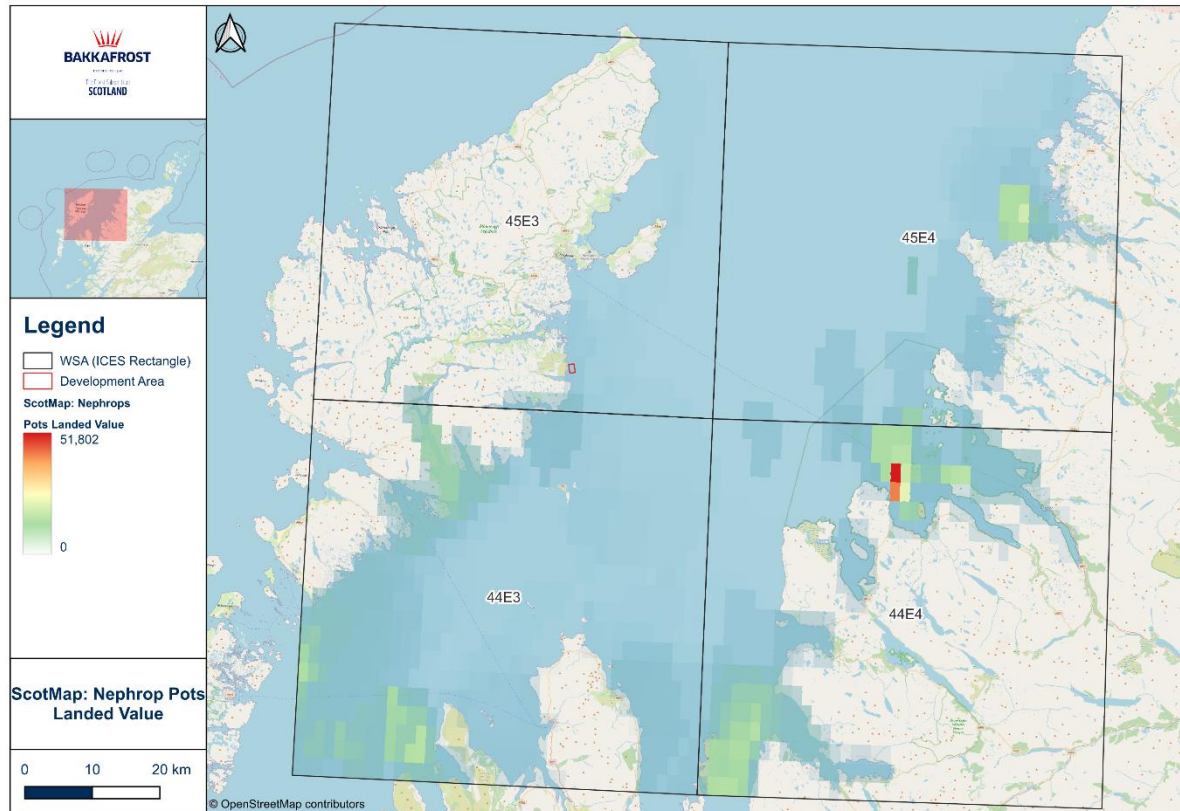 BAKKAFROST
SCOTLAND
Legend
WSA (ICES Rectangle)
Development Area
ScotMap: Nephrops
Pots Landed Value
51,802
0
ScotMap: Nephrop Pots
Landed Value
0 10 20 km
45E3
45E4
44E3
44E4
© OpenStreetMap contributors